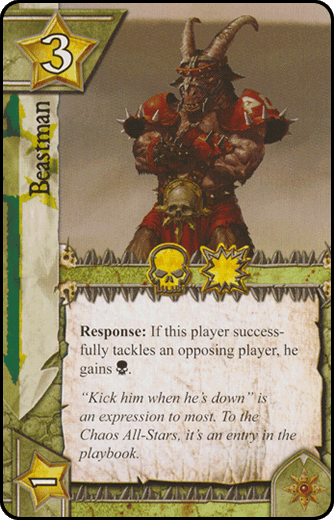 3
Beastman
Response: If this player success-
fully tackles an opposing player, he
gains .
“Kick him when he’s down” is
an expression to most. To the
Chaos All-Stars, it’s an entry in the
playbook.
1